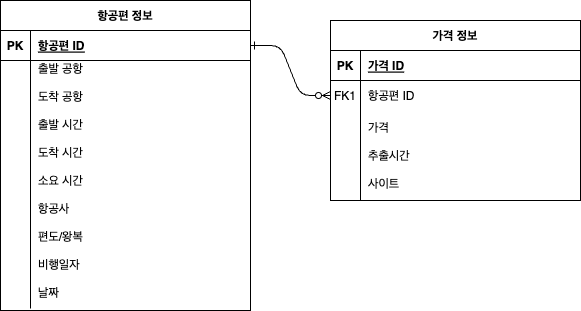 항공편 정보
PK 항공편 ID
출발 공항
도착 공항
출발 시간
도착 시간
소요 시간
항공사
편도/왕복
비행일자
날짜
가격 정보
PK 가격 ID
FK1 항공편 ID
가격
추출시간
사이트